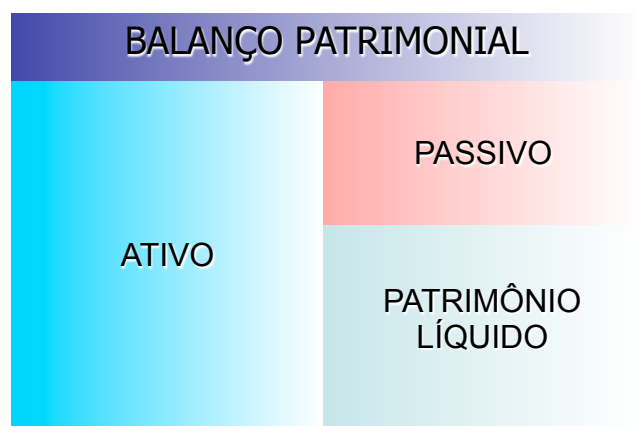 BALANÇO PATRIMONIAL
ATIVO
PASSIVO
PATRIMÔNIO
LÍQUIDO